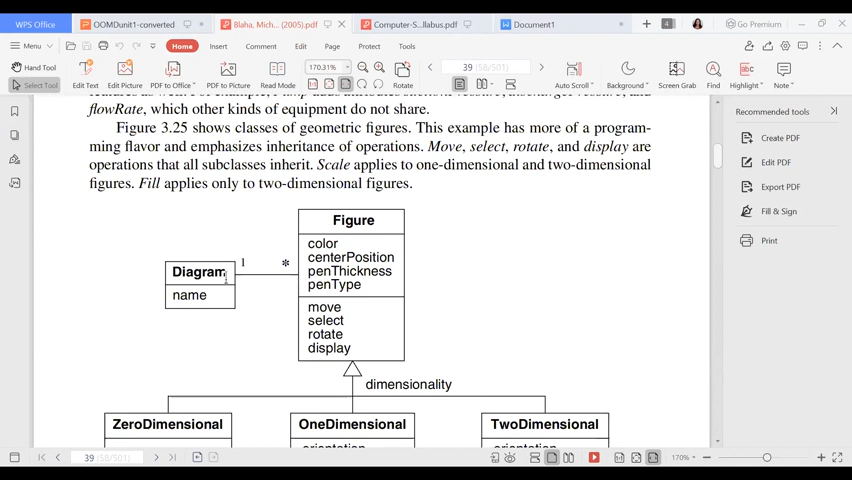 WPS Office
OOMDunit1-converted
Blaha, Mich... (2005).pdf
Computer-S...llabus.pdf
Document1
4
Go Premium
Menu
Home
Insert
Comment
Edit
Page
Protect
Tools
Hand Tool
Select Tool
Edit Text
Edit PDF
PDF to Office
PDF to Picture
Read Mode
170.31%
Rotate
39 (58/501)
Auto Scroll
Background
Screen Grab
Find
Highlight
Note
flowRate, which other kinds of equipment do not share.
Figure 3.25 shows classes of geometric figures. This example has more of a program-
ming flavor and emphasizes inheritance of operations. Move, select, rotate, and display are
operations that all subclasses inherit. Scale applies to one-dimensional and two-dimensional
figures. Fill applies only to two-dimensional figures.
Diagram
name
1
*
Figure
color
centerPosition
penThickness
penType
move
select
rotate
display
dimensionality
ZeroDimensional
OneDimensional
TwoDimensional
Recommended tools
Create PDF
Edit PDF
Export PDF
Fill & Sign
Print
39 (58/501)
170%